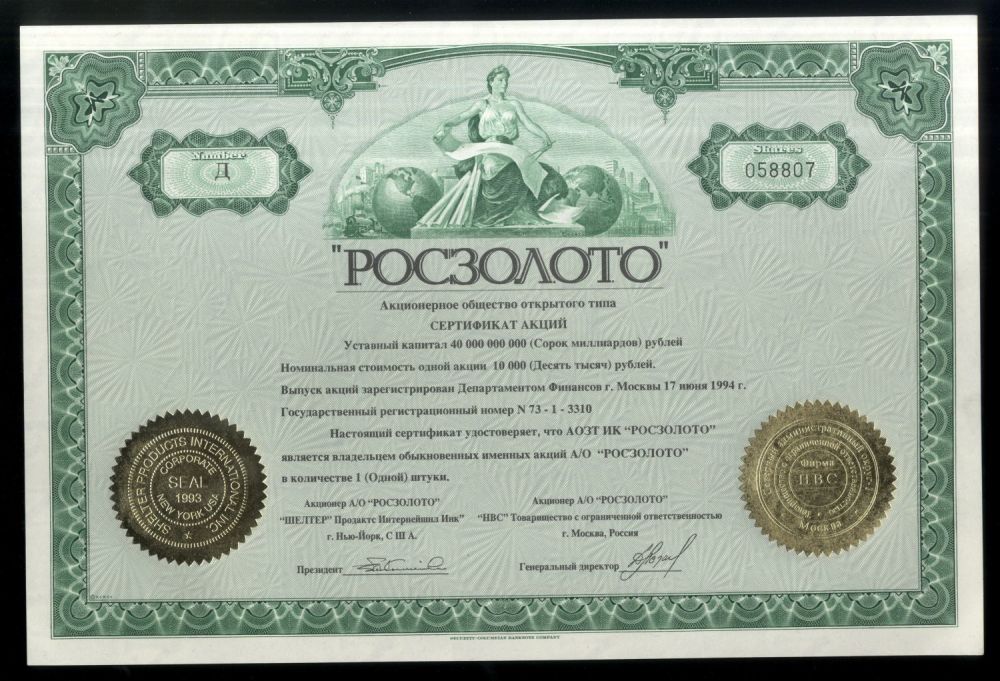 Number
Д
Shares
058807
"РОСЗОЛОТО"
Акционерное общество открытого типа
СЕРТИФИКАТ АКЦИЙ
Уставный капитал 40 000 000 000 (Сорок миллиардов) рублей
Номинальная стоимость одной акции 10 000 (Десять тысяч) рублей.
Выпуск акций зарегистрирован Департаментом Финансов г. Москвы 17 июня 1994 г.
Государственный регистрационный номер N 73 - 1 - 3310
Настоящий сертификат удостоверяет, что АОЗТ ИК "РОСЗОЛОТО"
является владельцем обыкновенных именных акций А/О "РОСЗОЛОТО"
в количестве 1 (Одной) штуки.
Акционер А/О "РОСЗОЛОТО"
"ШЕЛТЕР" Продактс Интернейшнл Инк"
г. Нью-Йорк, С Ш А.
Президент
Акционер А/О "РОСЗОЛОТО"
"НВС" Товарищество с ограниченной ответственностью
г. Москва, Россия
Генеральный директор
SHELTER PRODUCTS INTERNATIONAL, INC.
CORPORATE
SEAL
1993
NEW YORK USA
Фирма
НВС
Москва
SECURITY-COLUMBIAN BANKNOTE COMPANY